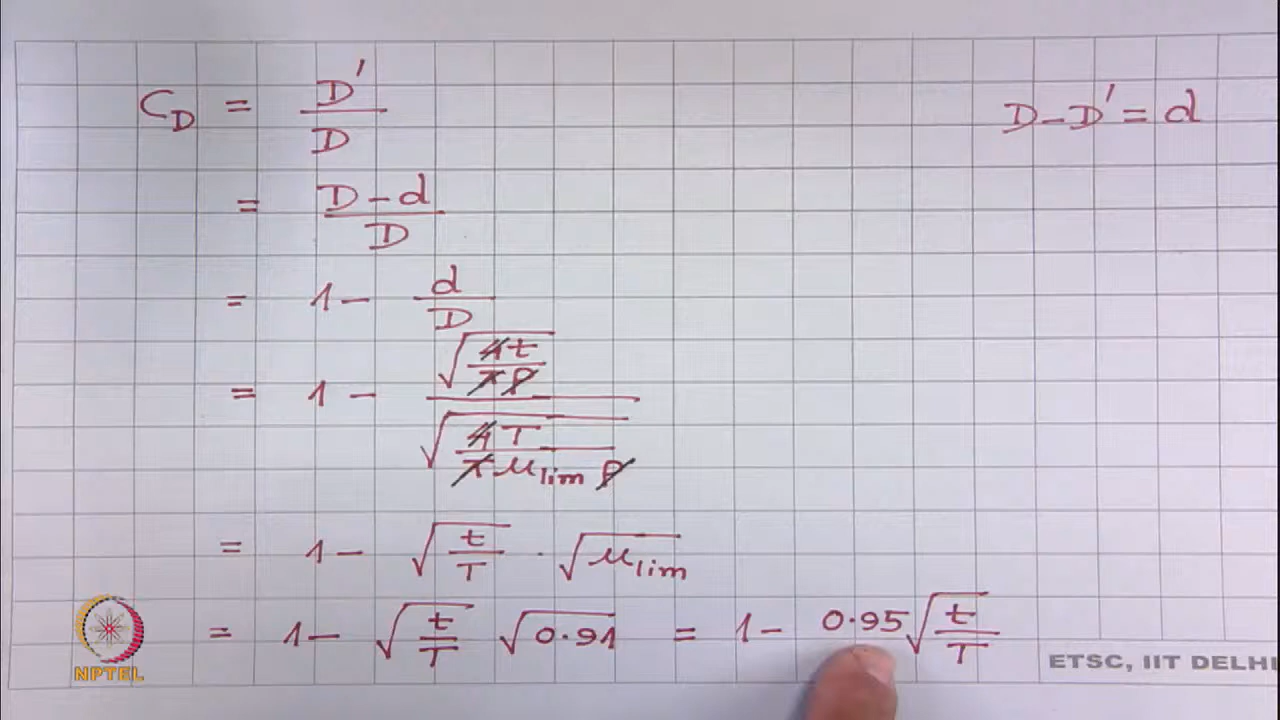 C_D = D'/D D – D' = d
= (D – d)/D
= 1 – d/D
= 1 – √(4t/πρ) / √(4T/πμ_lim ρ)
= 1 – √(t/T) · √μ_lim
= 1 – √(t/T) √0.91 = 1 – 0.95 √(t/T)
NPTEL
ETSC, IIT DELHI